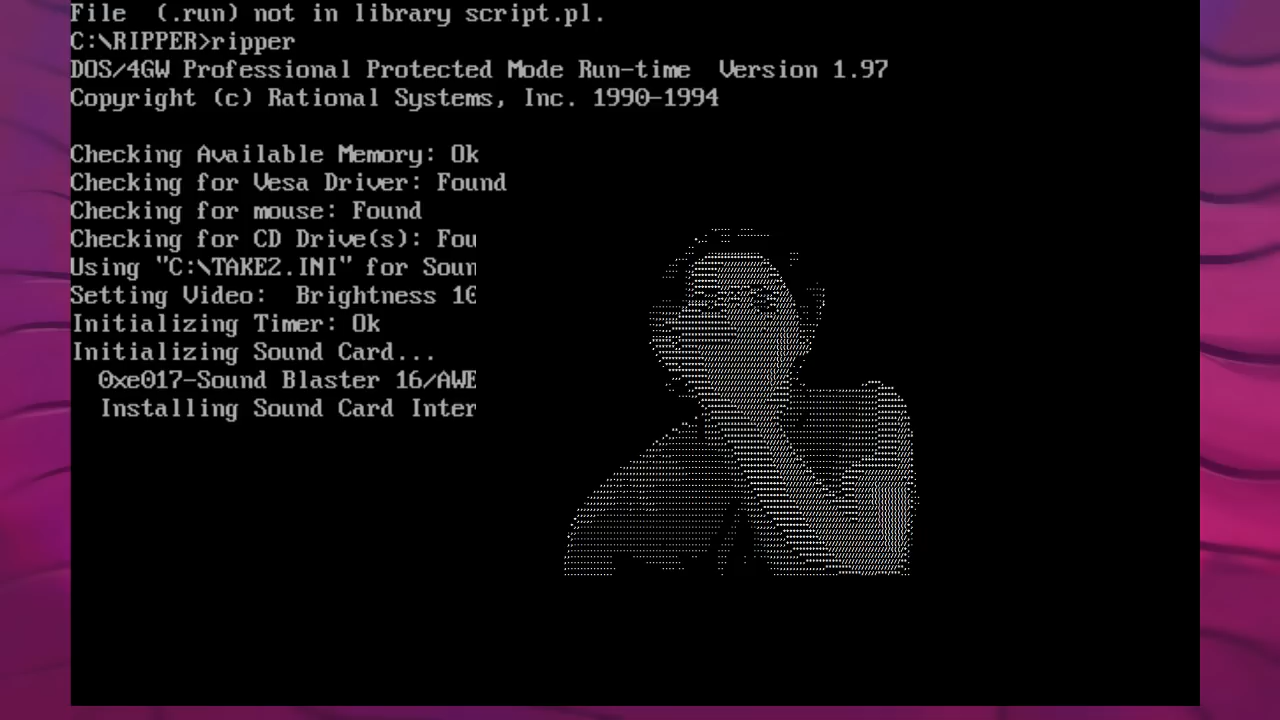 File  (.run) not in library script.pl.
C:\RIPPER>ripper
DOS/4GW Professional Protected Mode Run-time  Version 1.97
Copyright (c) Rational Systems, Inc. 1990-1994
Checking Available Memory: Ok
Checking for Vesa Driver: Found
Checking for mouse: Found
Checking for CD Drive(s): Fou
Using "C:\TAKE2.INI" for Soun
Setting Video:  Brightness 10
Initializing Timer: Ok
Initializing Sound Card...
0xe017-Sound Blaster 16/AWE
Installing Sound Card Inter